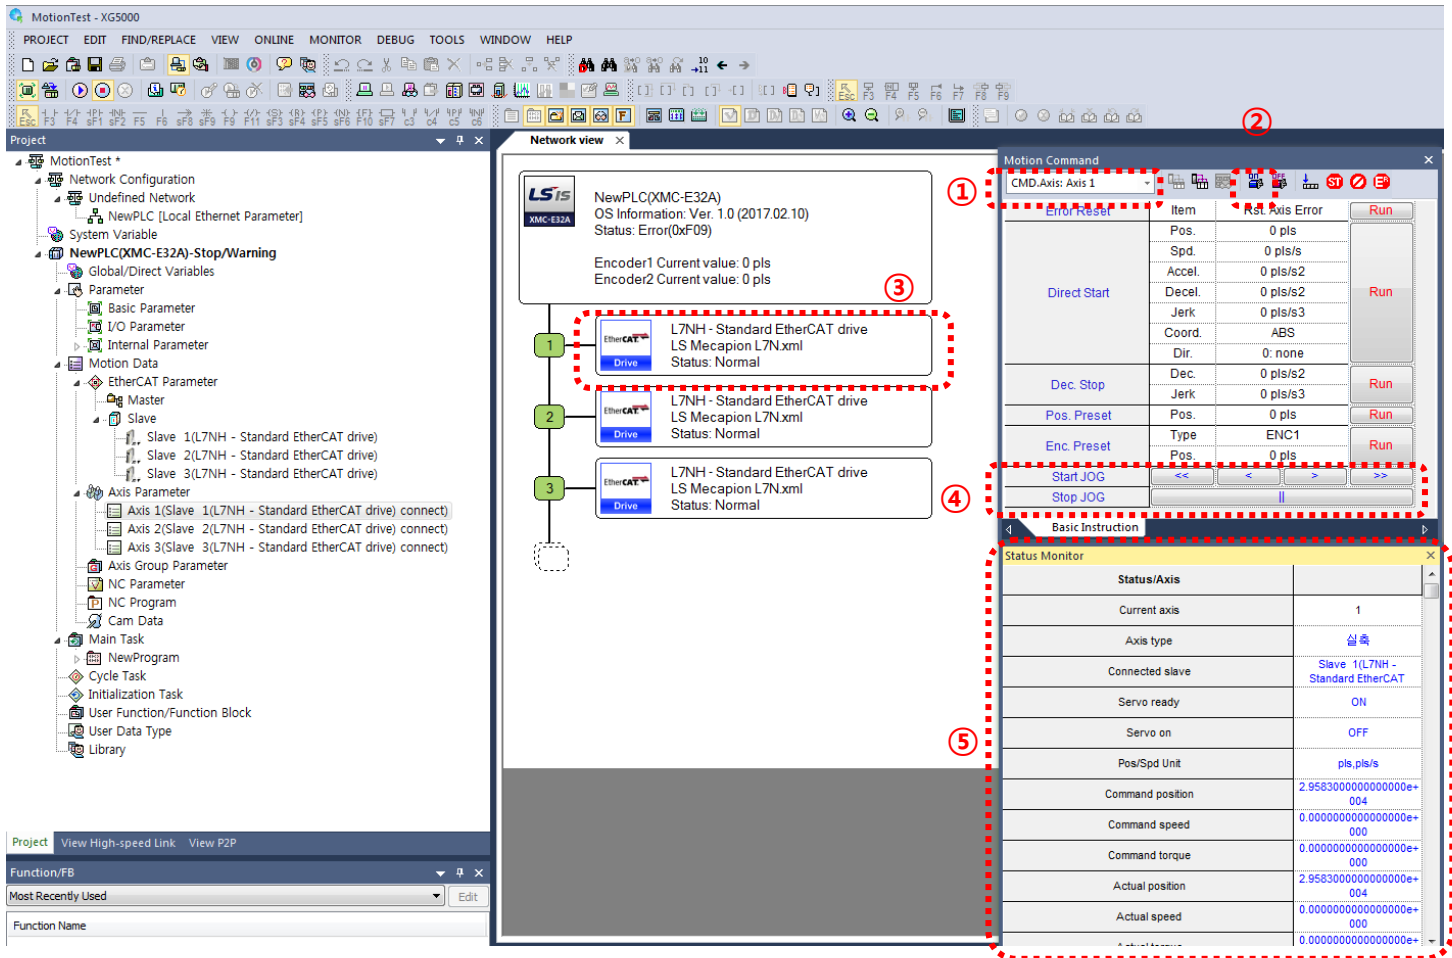 MotionTest - XG5000
PROJECT EDIT FIND/REPLACE VIEW ONLINE MONITOR DEBUG TOOLS WINDOW HELP
Project
MotionTest *
Network Configuration
Undefined Network
NewPLC [Local Ethernet Parameter]
System Variable
NewPLC(XMC-E32A)-Stop/Warning
Global/Direct Variables
Parameter
Basic Parameter
I/O Parameter
Internal Parameter
Motion Data
EtherCAT Parameter
Master
Slave
Slave 1(L7NH - Standard EtherCAT drive)
Slave 2(L7NH - Standard EtherCAT drive)
Slave 3(L7NH - Standard EtherCAT drive)
Axis Parameter
Axis 1(Slave 1(L7NH - Standard EtherCAT drive) connect)
Axis 2(Slave 2(L7NH - Standard EtherCAT drive) connect)
Axis 3(Slave 3(L7NH - Standard EtherCAT drive) connect)
Axis Group Parameter
NC Parameter
NC Program
Cam Data
Main Task
NewProgram
Cycle Task
Initialization Task
User Function/Function Block
User Data Type
Library
Project View High-speed Link View P2P
Function/FB
Most Recently Used Edit
Function Name
Network view
LSIS
XMC-E32A
NewPLC(XMC-E32A)
OS Information: Ver. 1.0 (2017.02.10)
Status: Error(0xF09)
Encoder1 Current value: 0 pls
Encoder2 Current value: 0 pls
③
1
EtherCAT
Drive
L7NH - Standard EtherCAT drive
LS Mecapion L7N.xml
Status: Normal
2
EtherCAT
Drive
L7NH - Standard EtherCAT drive
LS Mecapion L7N.xml
Status: Normal
3
EtherCAT
Drive
L7NH - Standard EtherCAT drive
LS Mecapion L7N.xml
Status: Normal
②
Motion Command
①
CMD.Axis: Axis 1
Error Reset Item Rst. Axis Error Run
Direct Start
Pos. 0 pls
Spd. 0 pls/s
Accel. 0 pls/s2
Decel. 0 pls/s2 Run
Jerk 0 pls/s3
Coord. ABS
Dir. 0: none
Dec. Stop Dec. 0 pls/s2 Run
Jerk 0 pls/s3
Pos. Preset Pos. 0 pls Run
Enc. Preset Type ENC1 Run
Pos. 0 pls
④
Start JOG << < > >>
Stop JOG ||
Basic Instruction
⑤
Status Monitor
Status/Axis
Current axis 1
Axis type 실축
Connected slave Slave 1(L7NH -
Standard EtherCAT
Servo ready ON
Servo on OFF
Pos/Spd Unit pls,pls/s
Command position 2.9583000000000000e+
004
Command speed 0.0000000000000000e+
000
Command torque 0.0000000000000000e+
000
Actual position 2.9583000000000000e+
004
Actual speed 0.0000000000000000e+
000
0.0000000000000000e+